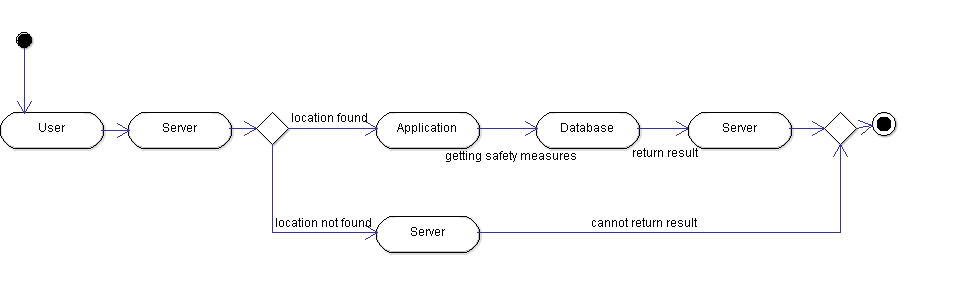 User
Server
location found
Application
getting safety measures
Database
return result
Server
location not found
Server
cannot return result